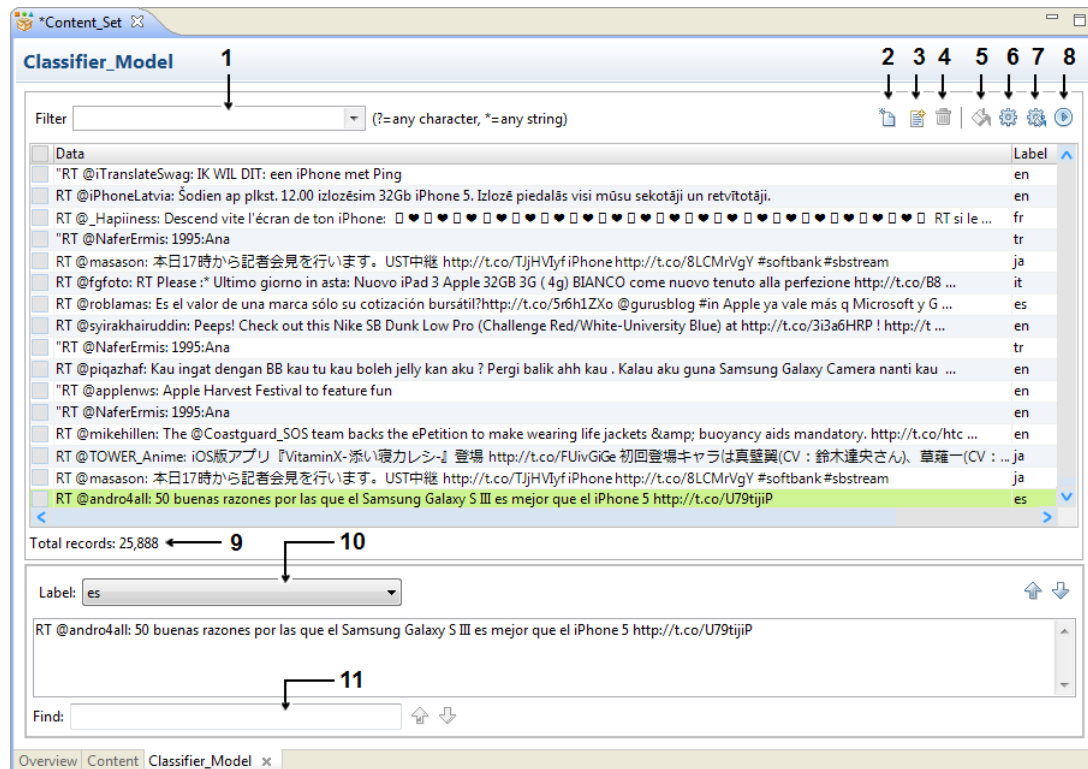 *Content_Set
Classifier_Model
1
2 3 4 5 6 7 8
Filter (?=any character, *=any string)
Data Label
"RT @iTranslateSwag: IK WIL DIT: een iPhone met Ping en
RT @iPhoneLatvia: Šodien ap plkst. 12.00 izlozēsim 32Gb iPhone 5. Izlozē piedalās visi mūsu sekotāji un retvītotāji. en
RT @_Hapiiness: Descend vite l'écran de ton iPhone: ▯♥▯♥▯♥▯♥▯♥▯♥▯♥▯♥▯♥▯♥▯♥▯♥▯♥▯♥▯♥▯♥▯♥▯ RT si le ... fr
"RT @NaferErmis: 1995:Ana tr
RT @masason: 本日17時から記者会見を行います。UST中継 http://t.co/TJjHVIyf iPhone http://t.co/8LCMrVgY #softbank #sbstream ja
RT @fgfoto: RT Please :* Ultimo giorno in asta: Nuovo iPad 3 Apple 32GB 3G ( 4g) BIANCO come nuovo tenuto alla perfezione http://t.co/B8 ... it
RT @roblamas: Es el valor de una marca sólo su cotización bursátil?http://t.co/5r6h1ZXo @gurusblog #in Apple ya vale más q Microsoft y G ... es
RT @syirakhairuddin: Peeps! Check out this Nike SB Dunk Low Pro (Challenge Red/White-University Blue) at http://t.co/3i3a6HRP ! http://t ... en
"RT @NaferErmis: 1995:Ana tr
RT @piqazhaf: Kau ingat dengan BB kau tu kau boleh jelly kan aku ? Pergi balik ahh kau . Kalau aku guna Samsung Galaxy Camera nanti kau ... en
"RT @applenws: Apple Harvest Festival to feature fun en
"RT @NaferErmis: 1995:Ana en
RT @mikehillen: The @Coastguard_SOS team backs the ePetition to make wearing life jackets &amp; buoyancy aids mandatory. http://t.co/htc ... en
RT @TOWER_Anime: iOS版アプリ『VitaminX-添い寝カレシ-』登場 http://t.co/FUivGiGe 初回登場キャラは真壁翼(CV：鈴木達央さん)、草薙一(CV：... ja
RT @masason: 本日17時から記者会見を行います。UST中継 http://t.co/TJjHVIyf iPhone http://t.co/8LCMrVgY #softbank #sbstream ja
RT @andro4all: 50 buenas razones por las que el Samsung Galaxy S III es mejor que el iPhone 5 http://t.co/U79tijiP es
Total records: 25,888 9
10
Label: es
RT @andro4all: 50 buenas razones por las que el Samsung Galaxy S III es mejor que el iPhone 5 http://t.co/U79tijiP
11
Find:
Overview Content Classifier_Model